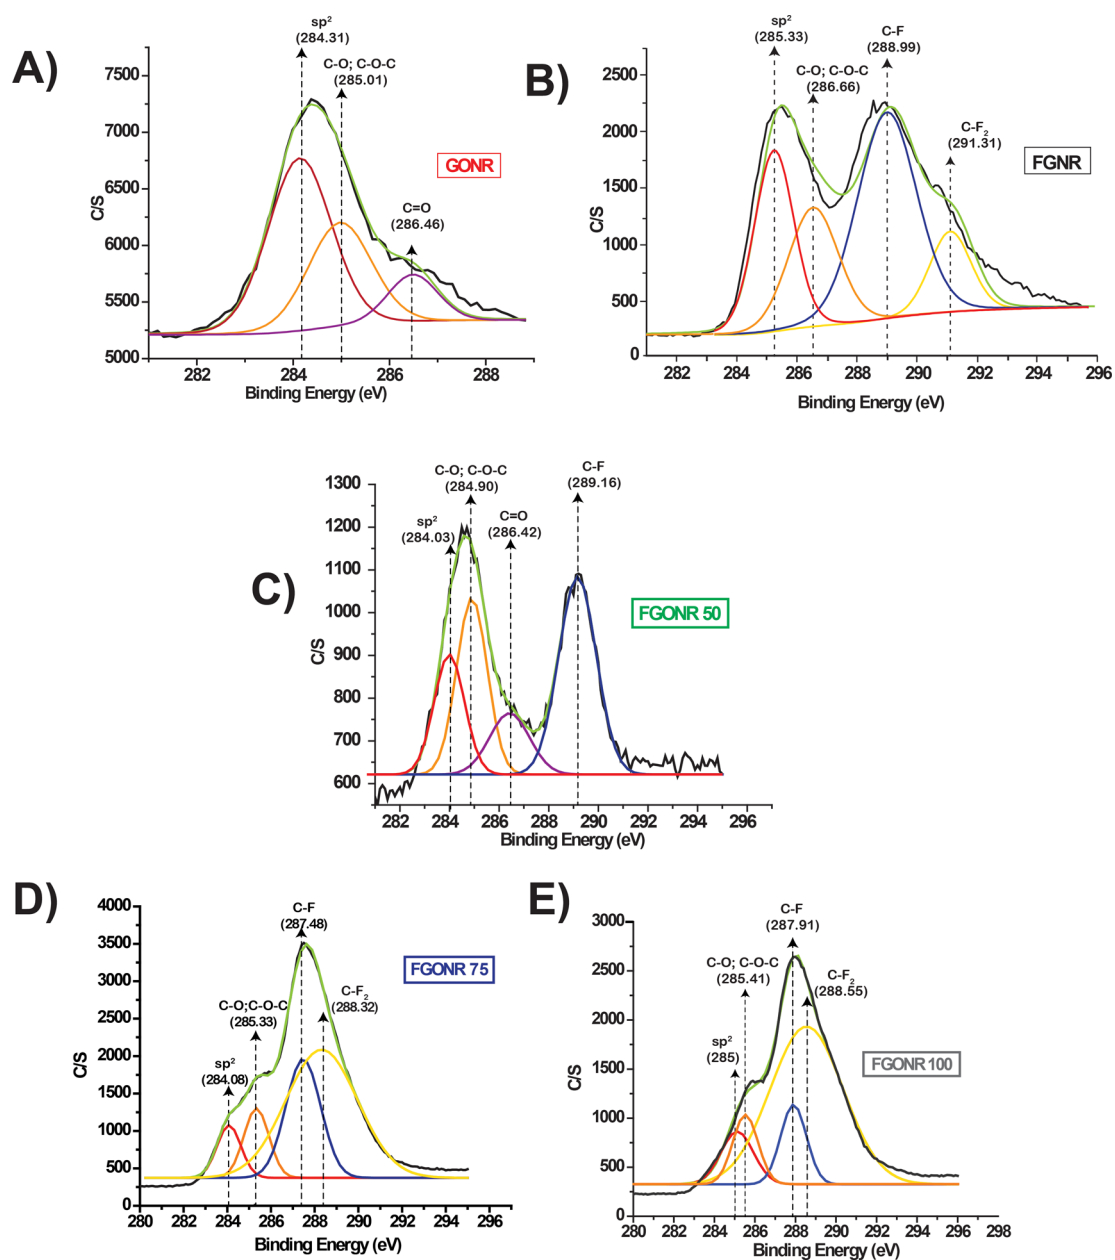 A)
sp²
(284.31)
C-O; C-O-C
(285.01)
C=O
(286.46)
GONR
7500
7000
6500
6000
5500
5000
C/S
282
284
286
288
Binding Energy (eV)
B)
sp²
(285.33)
C-O; C-O-C
(286.66)
C-F
(288.99)
C-F₂
(291.31)
FGNR
2500
2000
1500
1000
500
0
C/S
282
284
286
288
290
292
294
296
Binding Energy (eV)
C)
sp²
(284.03)
C-O; C-O-C
(284.90)
C=O
(286.42)
C-F
(289.16)
FGONR 50
1300
1200
1100
1000
900
800
700
600
C/S
282
284
286
288
290
292
294
296
Binding Energy (eV)
D)
sp²
(284.08)
C-O;C-O-C
(285.33)
C-F
(287.48)
C-F₂
(288.32)
FGONR 75
4000
3500
3000
2500
2000
1500
1000
500
0
C/S
280
282
284
286
288
290
292
294
296
Binding Energy (eV)
E)
sp²
(285)
C-O; C-O-C
(285.41)
C-F
(287.91)
C-F₂
(288.55)
FGONR 100
3000
2500
2000
1500
1000
500
0
C/S
280
282
284
286
288
290
292
294
296
298
Binding Energy (eV)